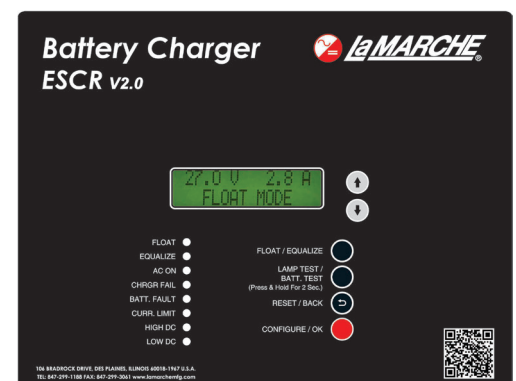 Battery Charger
ESCR V2.0
La MARCHE®
27.0 V 2.8 A
FLOAT MODE
FLOAT
EQUALIZE
AC ON
CHRGR FAIL
BATT. FAULT
CURR. LIMIT
HIGH DC
LOW DC
FLOAT / EQUALIZE
LAMP TEST /
BATT. TEST
(Press & Hold For 2 Sec.)
RESET / BACK
CONFIGURE / OK
106 BRADROCK DRIVE, DES PLAINES, ILLINOIS 60018-1967 U.S.A.
TEL: 847-299-1188 FAX: 847-299-3061 www.lamarchemfg.com